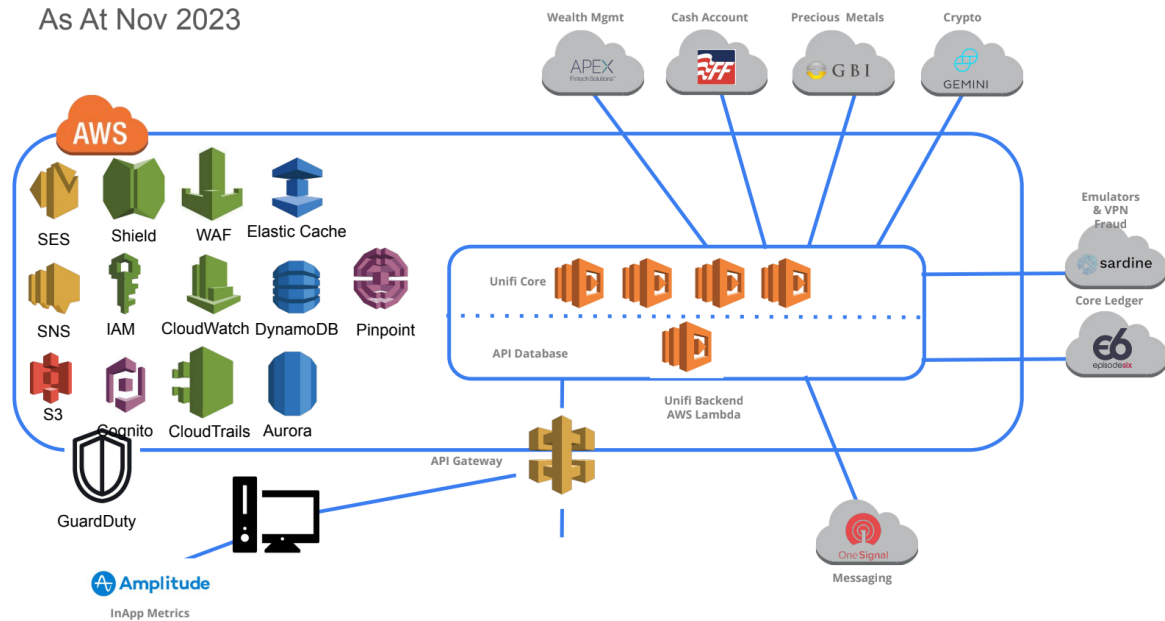 As At Nov 2023
Wealth Mgmt
Cash Account
Precious Metals
Crypto
APEX
FintechSolutions™
FF
GBI
GEMINI
AWS
SES
Shield
WAF
Elastic Cache
SNS
IAM
CloudWatch
DynamoDB
Pinpoint
S3
Cognito
CloudTrails
Aurora
GuardDuty
Unifi Core
API Database
Unifi Backend
AWS Lambda
API Gateway
Emulators
& VPN
Fraud
sardine
Core Ledger
E6
episodesix
OneSignal
Messaging
Amplitude
InApp Metrics